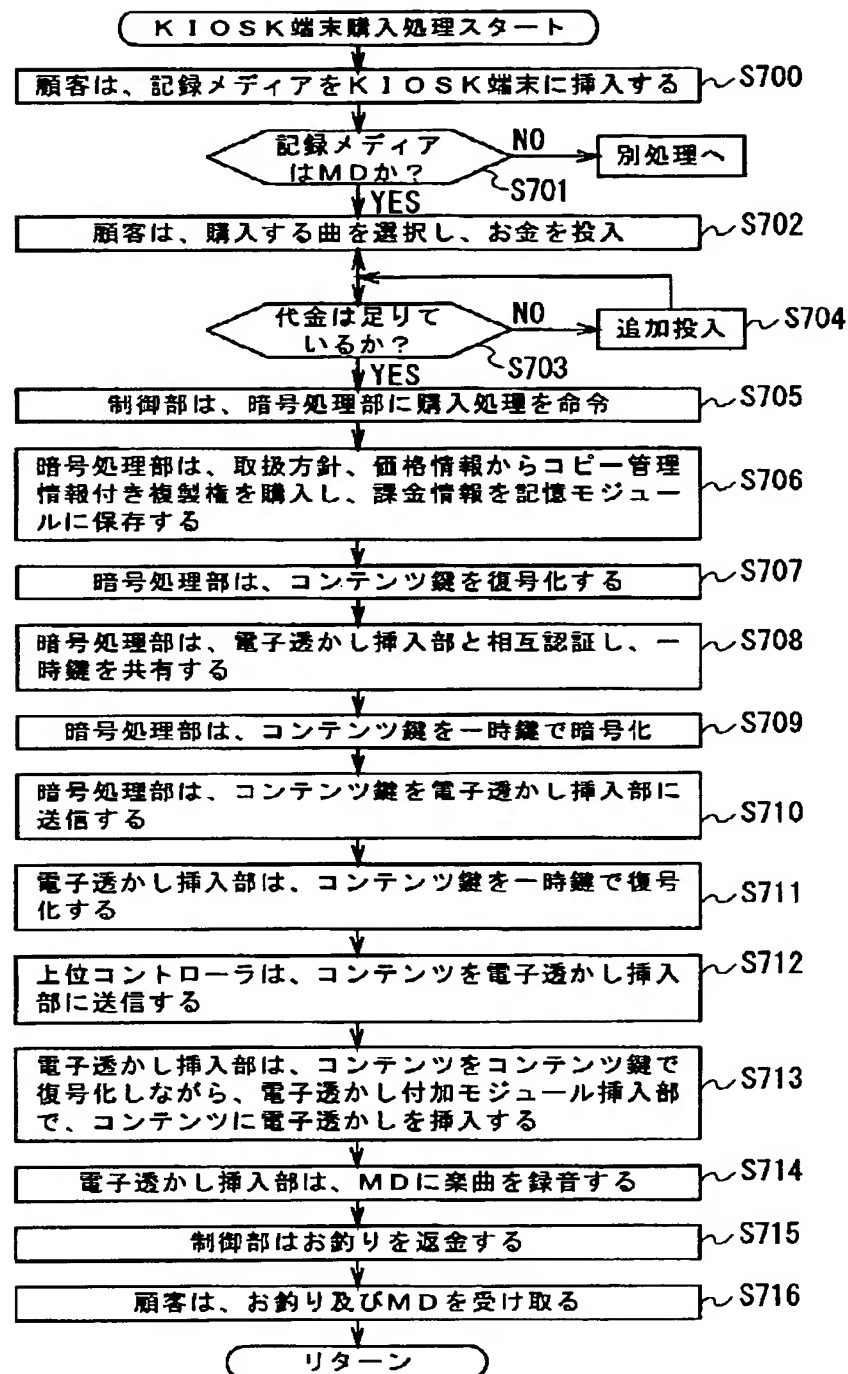 KIOSK端末購入処理スタート
顧客は、記録メディアをKIOSK端末に挿入する
S700
記録メディア
はMDか?
NO
別処理へ
S701
YES
顧客は、購入する曲を選択し、お金を投入
S702
代金は足りて
いるか?
NO
追加投入
S704
S703
YES
制御部は、暗号処理部に購入処理を命令
S705
暗号処理部は、取扱方針、価格情報からコピー管理
情報付き複製権を購入し、課金情報を記憶モジュー
ルに保存する
S706
暗号処理部は、コンテンツ鍵を復号化する
S707
暗号処理部は、電子透かし挿入部と相互認証し、一
時鍵を共有する
S708
暗号処理部は、コンテンツ鍵を一時鍵で暗号化
S709
暗号処理部は、コンテンツ鍵を電子透かし挿入部に
送信する
S710
電子透かし挿入部は、コンテンツ鍵を一時鍵で復号
化する
S711
上位コントローラは、コンテンツを電子透かし挿入
部に送信する
S712
電子透かし挿入部は、コンテンツをコンテンツ鍵で
復号化しながら、電子透かし付加モジュール挿入部
で、コンテンツに電子透かしを挿入する
S713
電子透かし挿入部は、MDに楽曲を録音する
S714
制御部はお釣りを返金する
S715
顧客は、お釣り及びMDを受け取る
S716
リターン